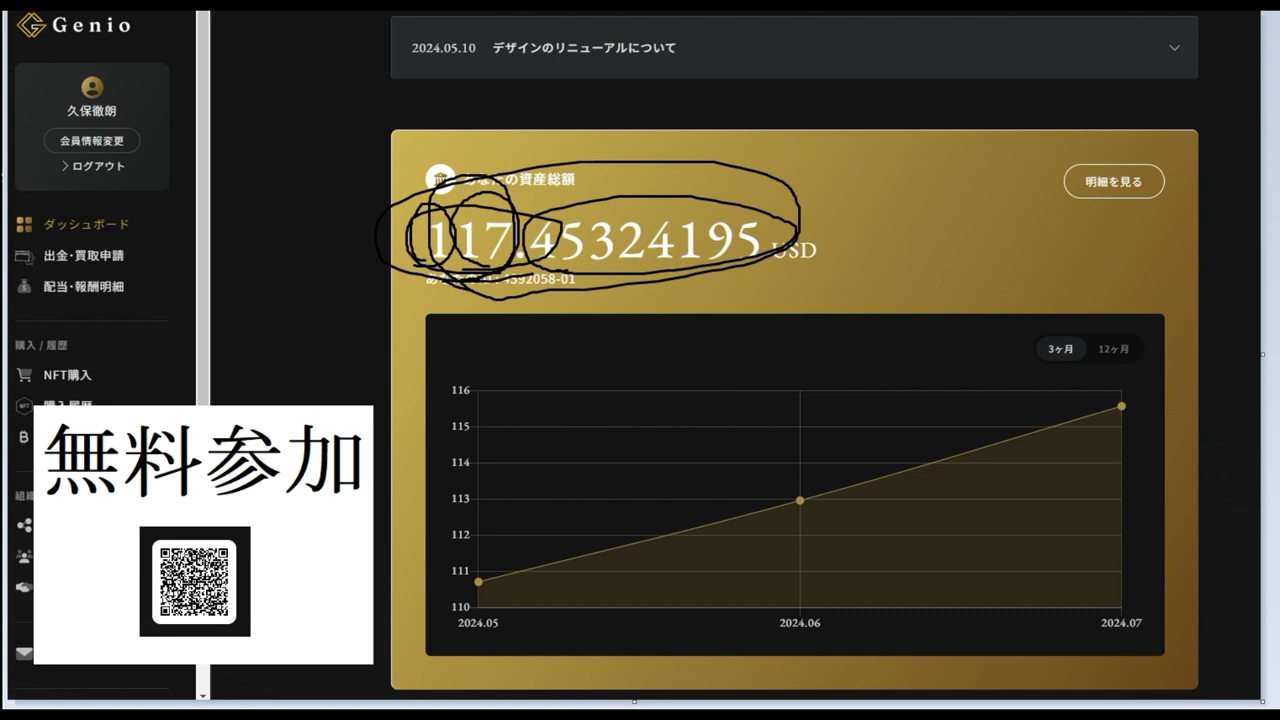 Genio
久保徹朗
会員情報変更
ログアウト
ダッシュボード
出金・買取申請
配当・報酬明細
購入 / 履歴
NFT購入
無料参加
2024.05.10 デザインのリニューアルについて
の資産総額
明細を見る
117.45324195 USD
: 4392058-01
3ヶ月 12ヶ月
116
115
114
113
112
111
110
2024.05 2024.06 2024.07